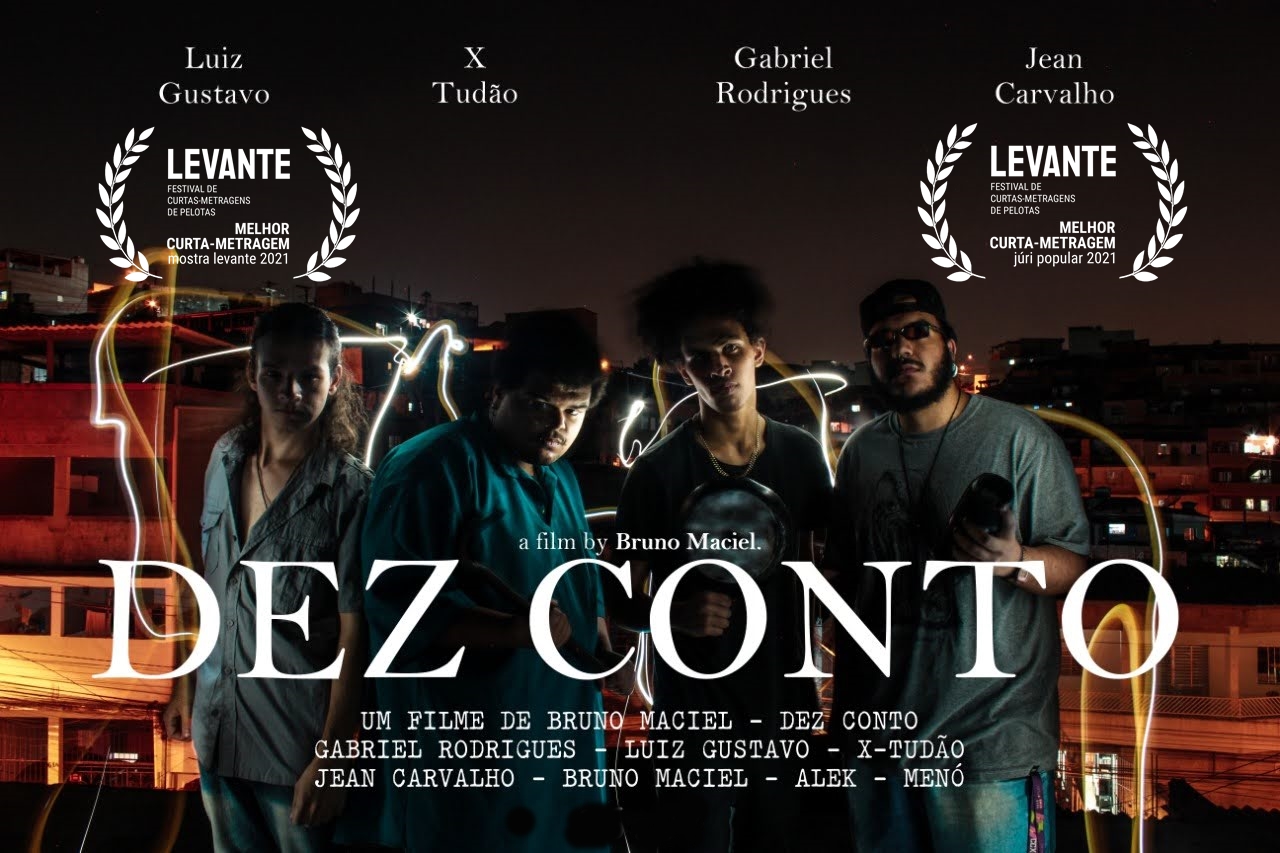 Luiz
Gustavo
X
Tudão
Gabriel
Rodrigues
Jean
Carvalho
LEVANTE
FESTIVAL DE
CURTAS-METRAGENS
DE PELOTAS
MELHOR
CURTA-METRAGEM
mostra levante 2021
LEVANTE
FESTIVAL DE
CURTAS-METRAGENS
DE PELOTAS
MELHOR
CURTA-METRAGEM
júri popular 2021
a film by Bruno Maciel.
DEZ CONTO
UM FILME DE BRUNO MACIEL - DEZ CONTO
GABRIEL RODRIGUES - LUIZ GUSTAVO - X-TUDÃO
JEAN CARVALHO - BRUNO MACIEL - ALEK - MENÓ